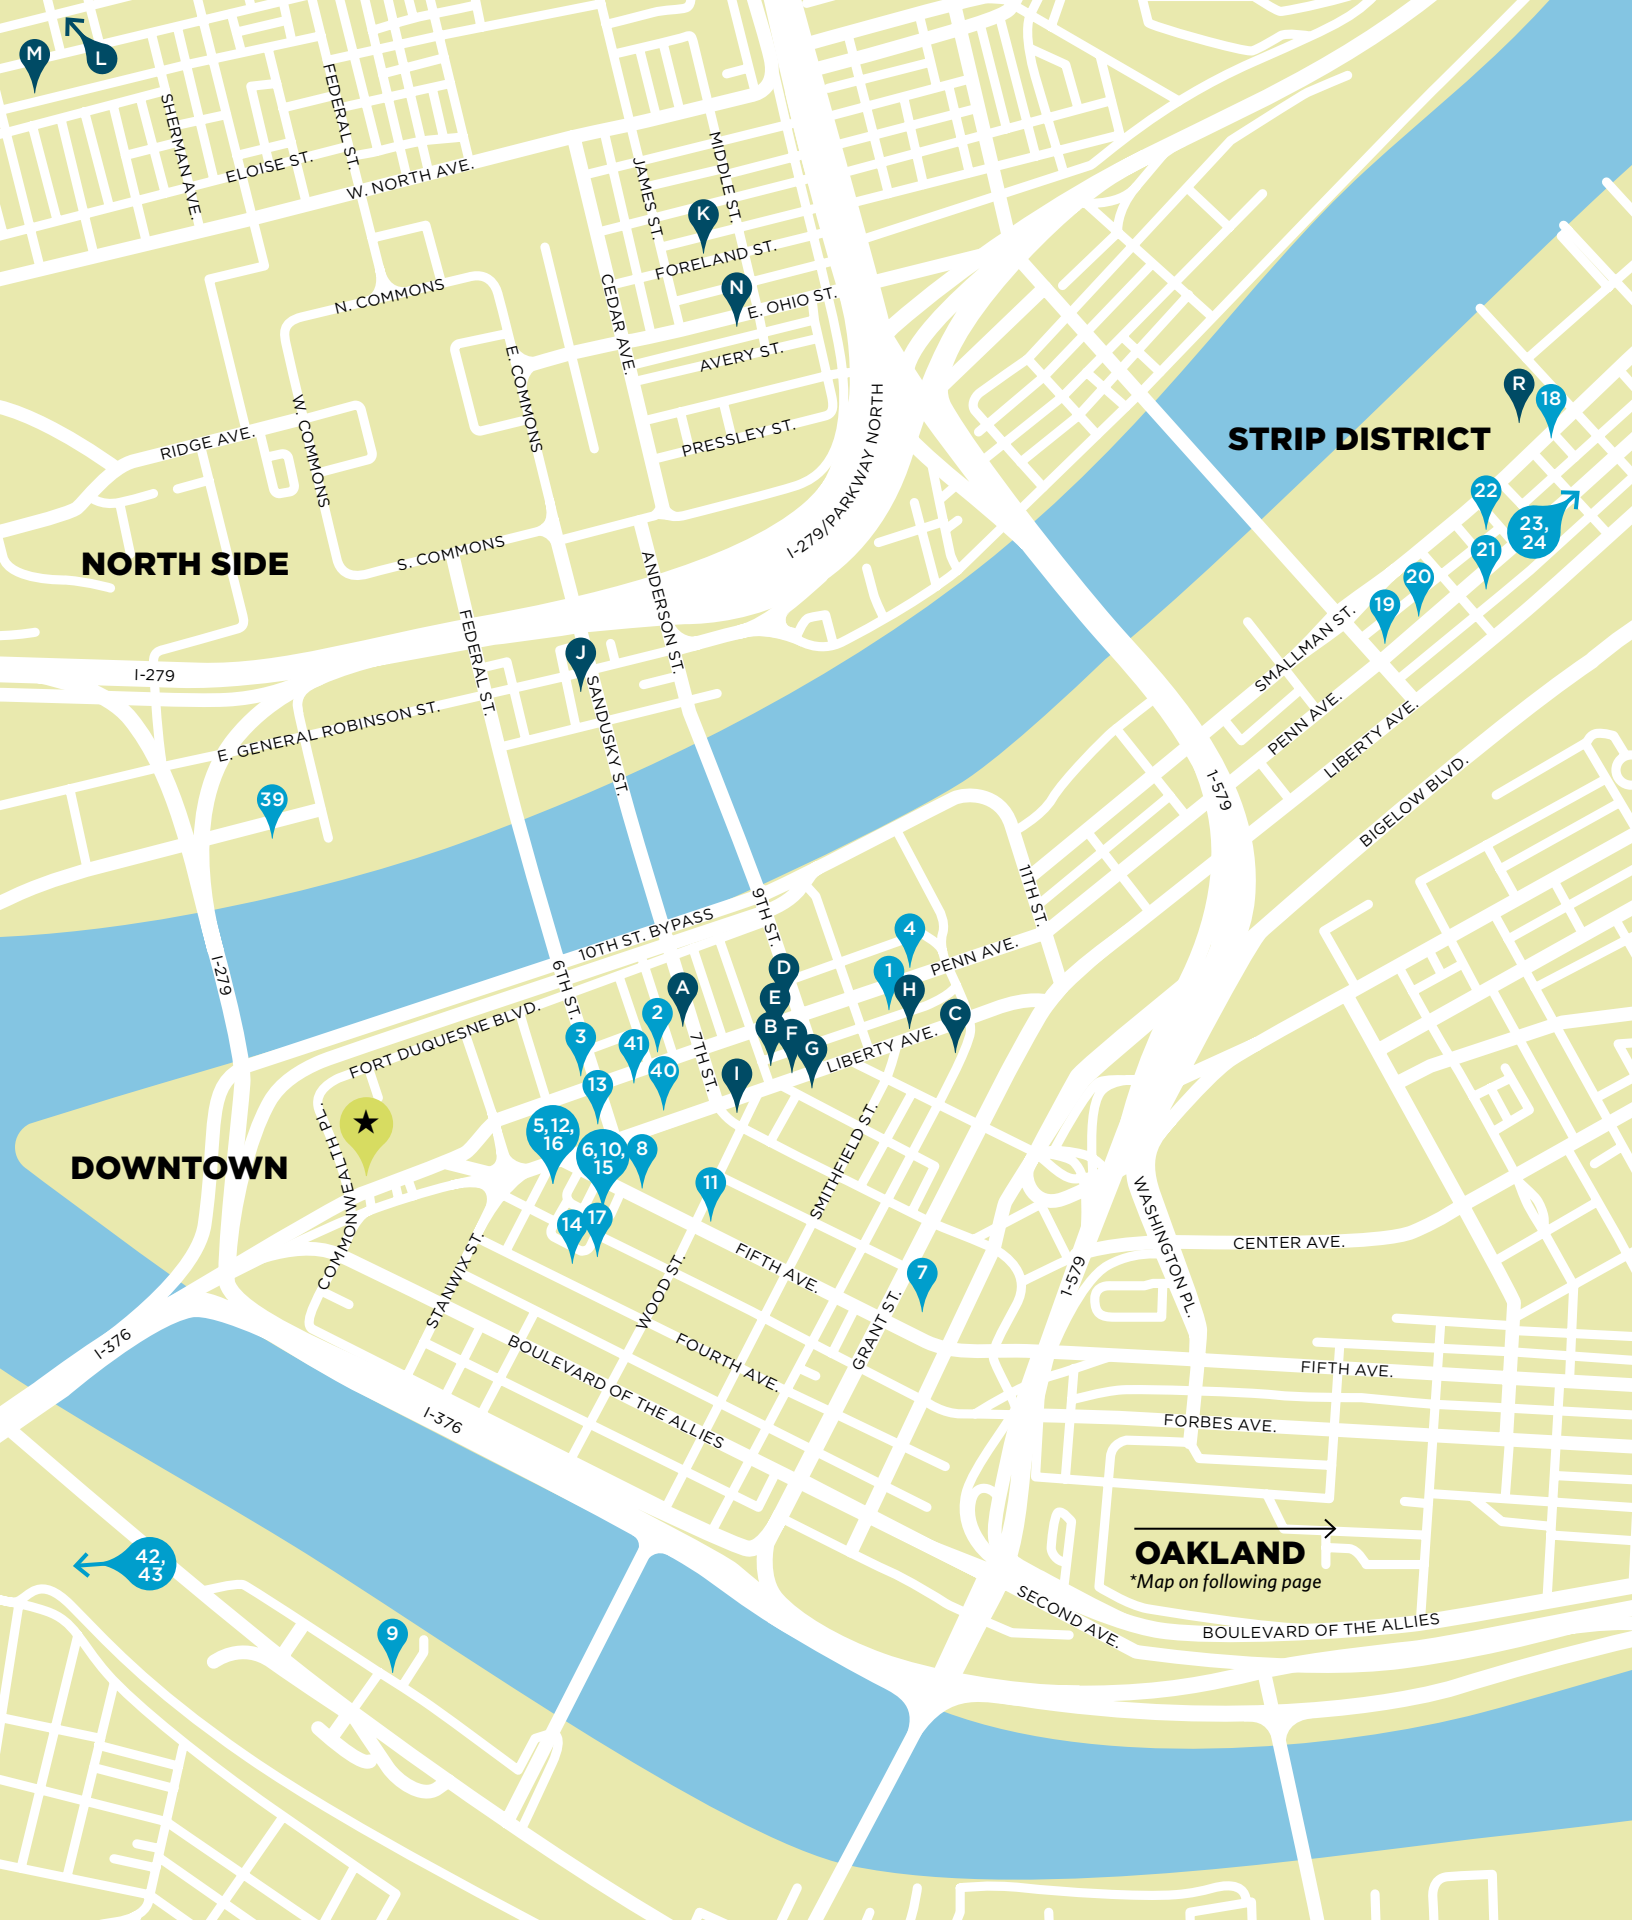 M
L
SHERMAN AVE.
FEDERAL ST.
ELOISE ST.
W. NORTH AVE.
JAMES ST.
MIDDLE ST.
K
FORELAND ST.
N
E. OHIO ST.
N. COMMONS
CEDAR AVE.
AVERY ST.
E. COMMONS
W. COMMONS
RIDGE AVE.
PRESSLEY ST.
I-279/PARKWAY NORTH
R
18
STRIP DISTRICT
22
23,
24
21
20
19
NORTH SIDE
S. COMMONS
ANDERSON ST.
FEDERAL ST.
J
SANDUSKY ST.
I-279
E. GENERAL ROBINSON ST.
39
SMALLMAN ST.
PENN AVE.
LIBERTY AVE.
BIGELOW BLVD.
I-579
11TH ST.
9TH ST.
10TH ST. BYPASS
4
PENN AVE.
I-279
6TH ST.
D
1
A
E
H
2
C
FORT DUQUESNE BLVD.
3
41
B
F
G
LIBERTY AVE.
7TH ST.
40
I
13
COMMONWEALTH PL.
5,12,
16
6,10,
15
8
SMITHFIELD ST.
DOWNTOWN
11
WASHINGTON PL.
14
17
STANWIX ST.
WOOD ST.
FIFTH AVE.
CENTER AVE.
7
I-579
GRANT ST.
I-376
BOULEVARD OF THE ALLIES
FOURTH AVE.
FIFTH AVE.
I-376
FORBES AVE.
OAKLAND
*Map on following page
42,
43
SECOND AVE.
BOULEVARD OF THE ALLIES
9